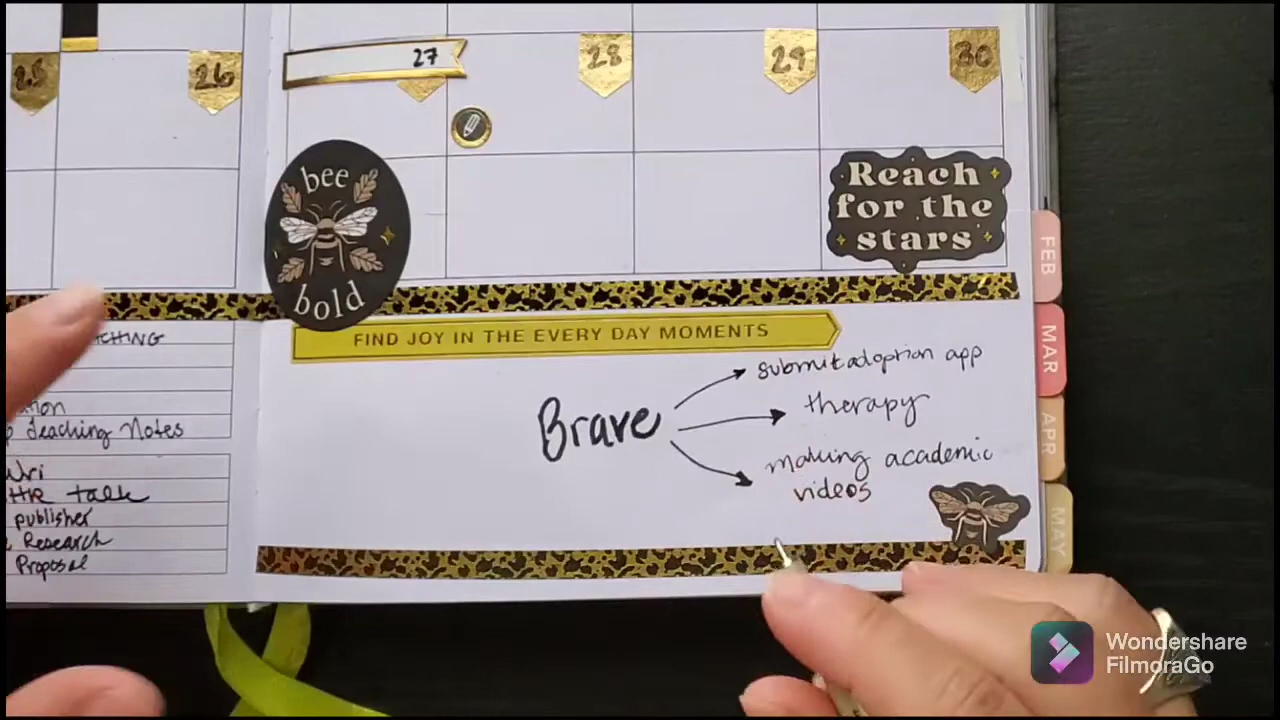 25
26
27
28
29
30
bee
bold
Reach
for the
stars
FEB
MAR
APR
MAY
FIND JOY IN THE EVERY DAY MOMENTS
Brave
submit adoption app
therapy
making academic
videos
Teaching Notes
talk
publisher
Research
Proposal
Wondershare
FilmoraGo